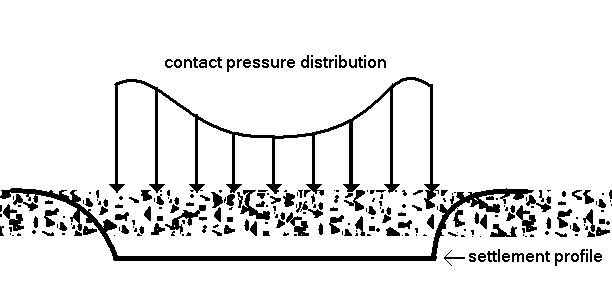 contact pressure distribution
settlement profile